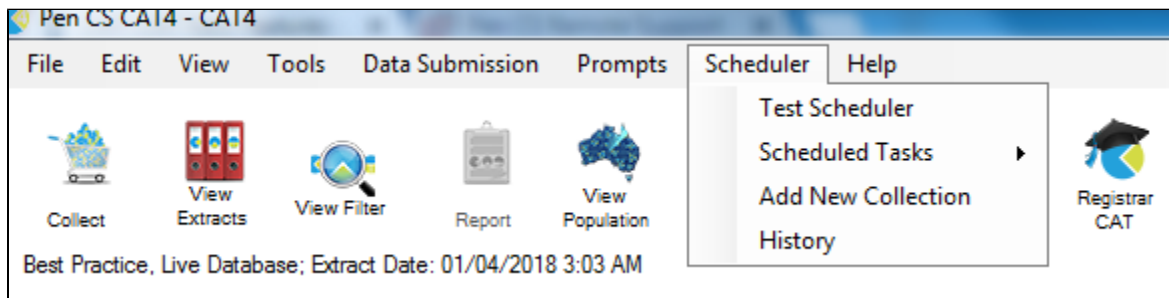 Pen CS CAT4 - CAT4
File Edit View Tools Data Submission Prompts Scheduler Help
Test Scheduler
Scheduled Tasks
Add New Collection
History
Collect
View
Extracts
View Filter
Report
View
Population
Registrar
CAT
Best Practice, Live Database; Extract Date: 01/04/2018 3:03 AM